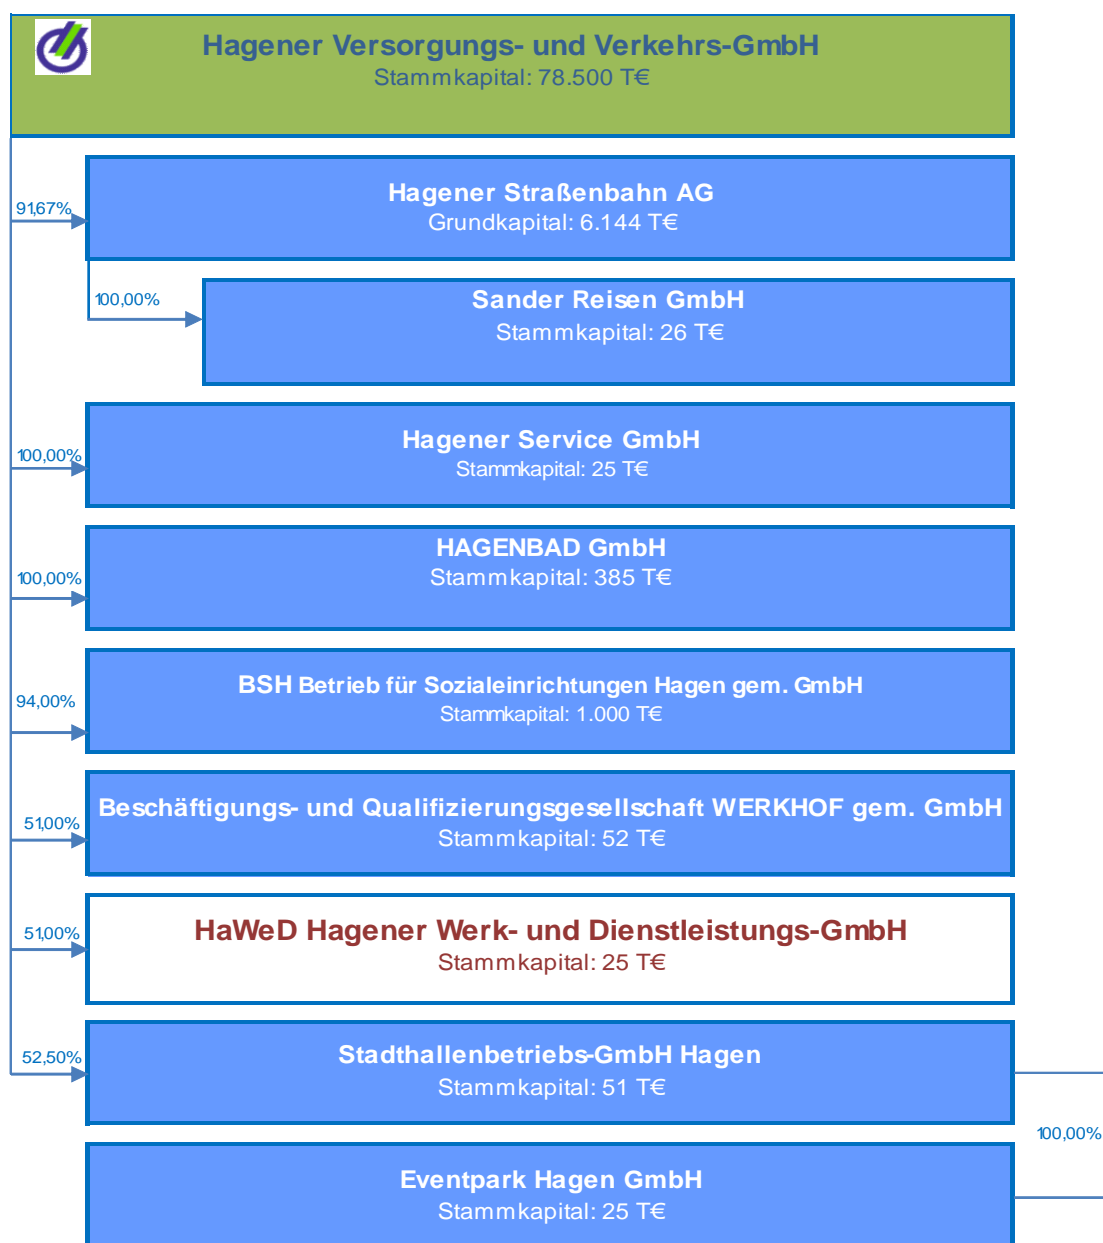 Hagener Versorgungs- und Verkehrs-GmbH
Stammkapital: 78.500 T€
91,67%
Hagener Straßenbahn AG
Grundkapital: 6.144 T€
100,00%
Sander Reisen GmbH
Stammkapital: 26 T€
100,00%
Hagener Service GmbH
Stammkapital: 25 T€
100,00%
HAGENBAD GmbH
Stammkapital: 385 T€
94,00%
BSH Betrieb für Sozialeinrichtungen Hagen gem. GmbH
Stammkapital: 1.000 T€
51,00%
Beschäftigungs- und Qualifizierungsgesellschaft WERKHOF gem. GmbH
Stammkapital: 52 T€
51,00%
HaWeD Hagener Werk- und Dienstleistungs-GmbH
Stammkapital: 25 T€
52,50%
Stadthallenbetriebs-GmbH Hagen
Stammkapital: 51 T€
100,00%
Eventpark Hagen GmbH
Stammkapital: 25 T€